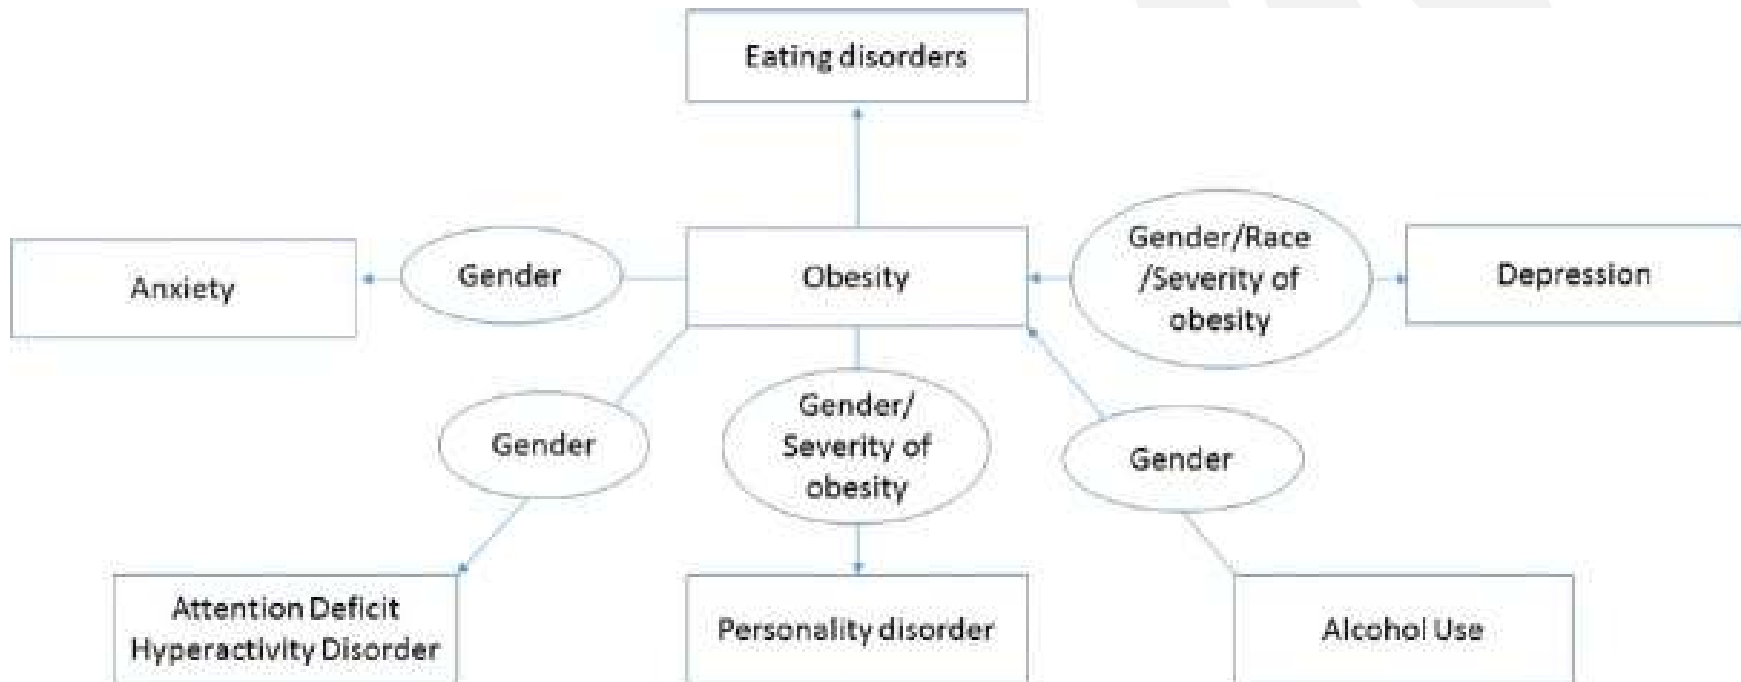 Eating disorders
Anxiety
Gender
Obesity
Gender/Race
/Severity of
obesity
Depression
Gender
Gender/
Severity of
obesity
Gender
Attention Deficit
Hyperactivity Disorder
Personality disorder
Alcohol Use